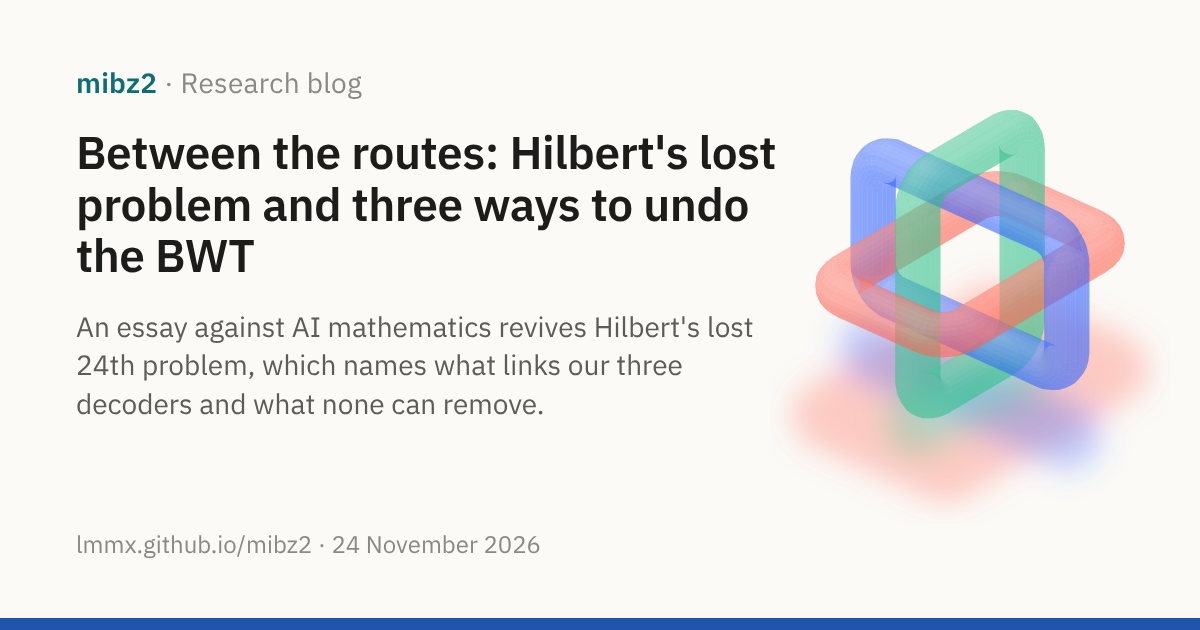 mibz2 · Research blog
Between the routes: Hilbert's lost
problem and three ways to undo
the BWT
An essay against AI mathematics revives Hilbert's lost
24th problem, which names what links our three
decoders and what none can remove.
lmmx.github.io/mibz2 · 24 November 2026